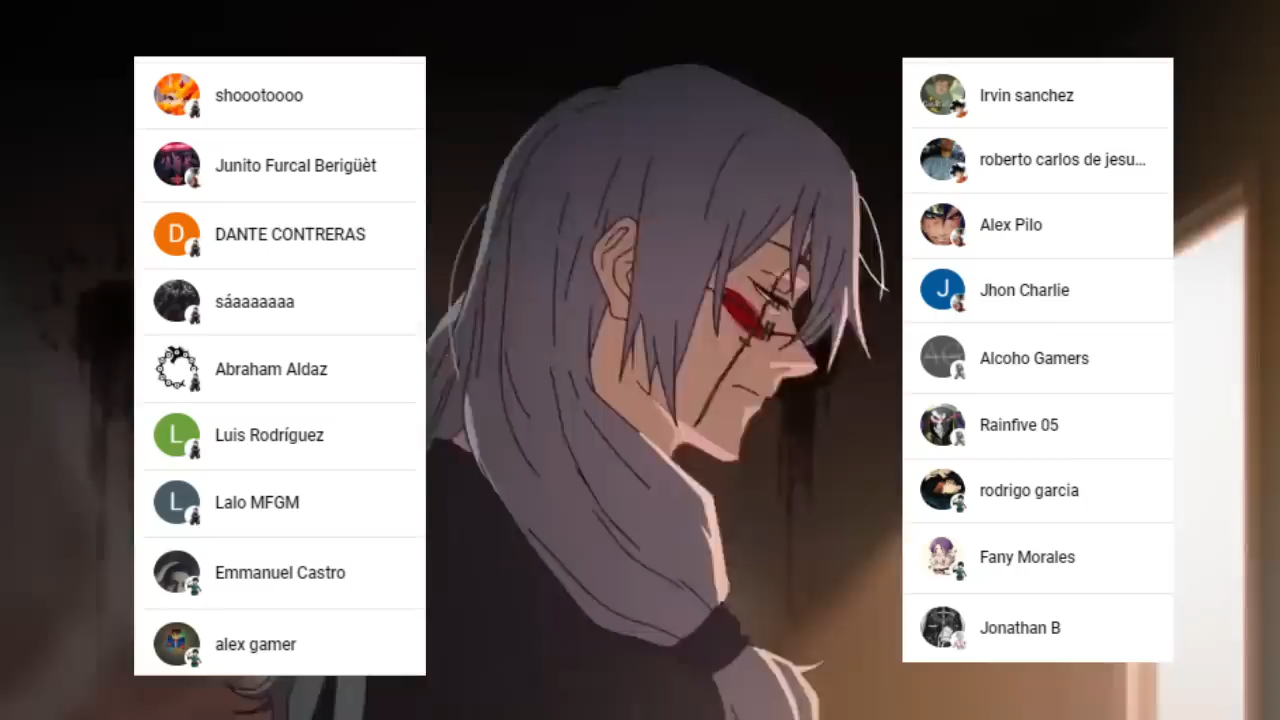 shoootoooo
Junito Furcal Berigüèt
D
DANTE CONTRERAS
sáaaaaaa
Abraham Aldaz
L
Luis Rodríguez
L
Lalo MFGM
Emmanuel Castro
alex gamer
Irvin sanchez
roberto carlos de jesu...
Alex Pilo
J
Jhon Charlie
Alcoho Gamers
Rainfive 05
rodrigo garcia
Fany Morales
Jonathan B